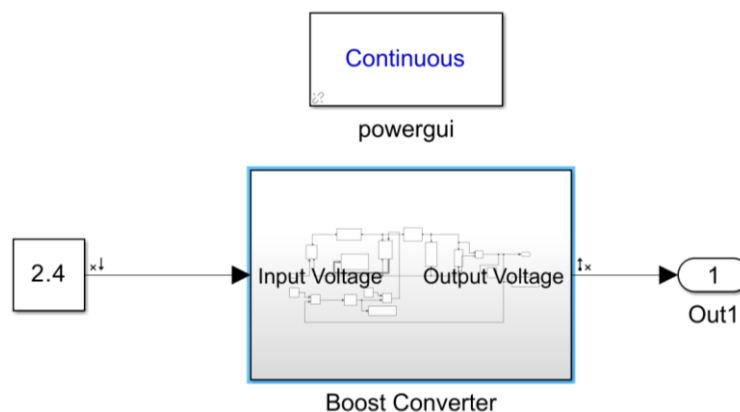 Continuous
powergui
2.4
Input Voltage
Output Voltage
1
Out1
Boost Converter